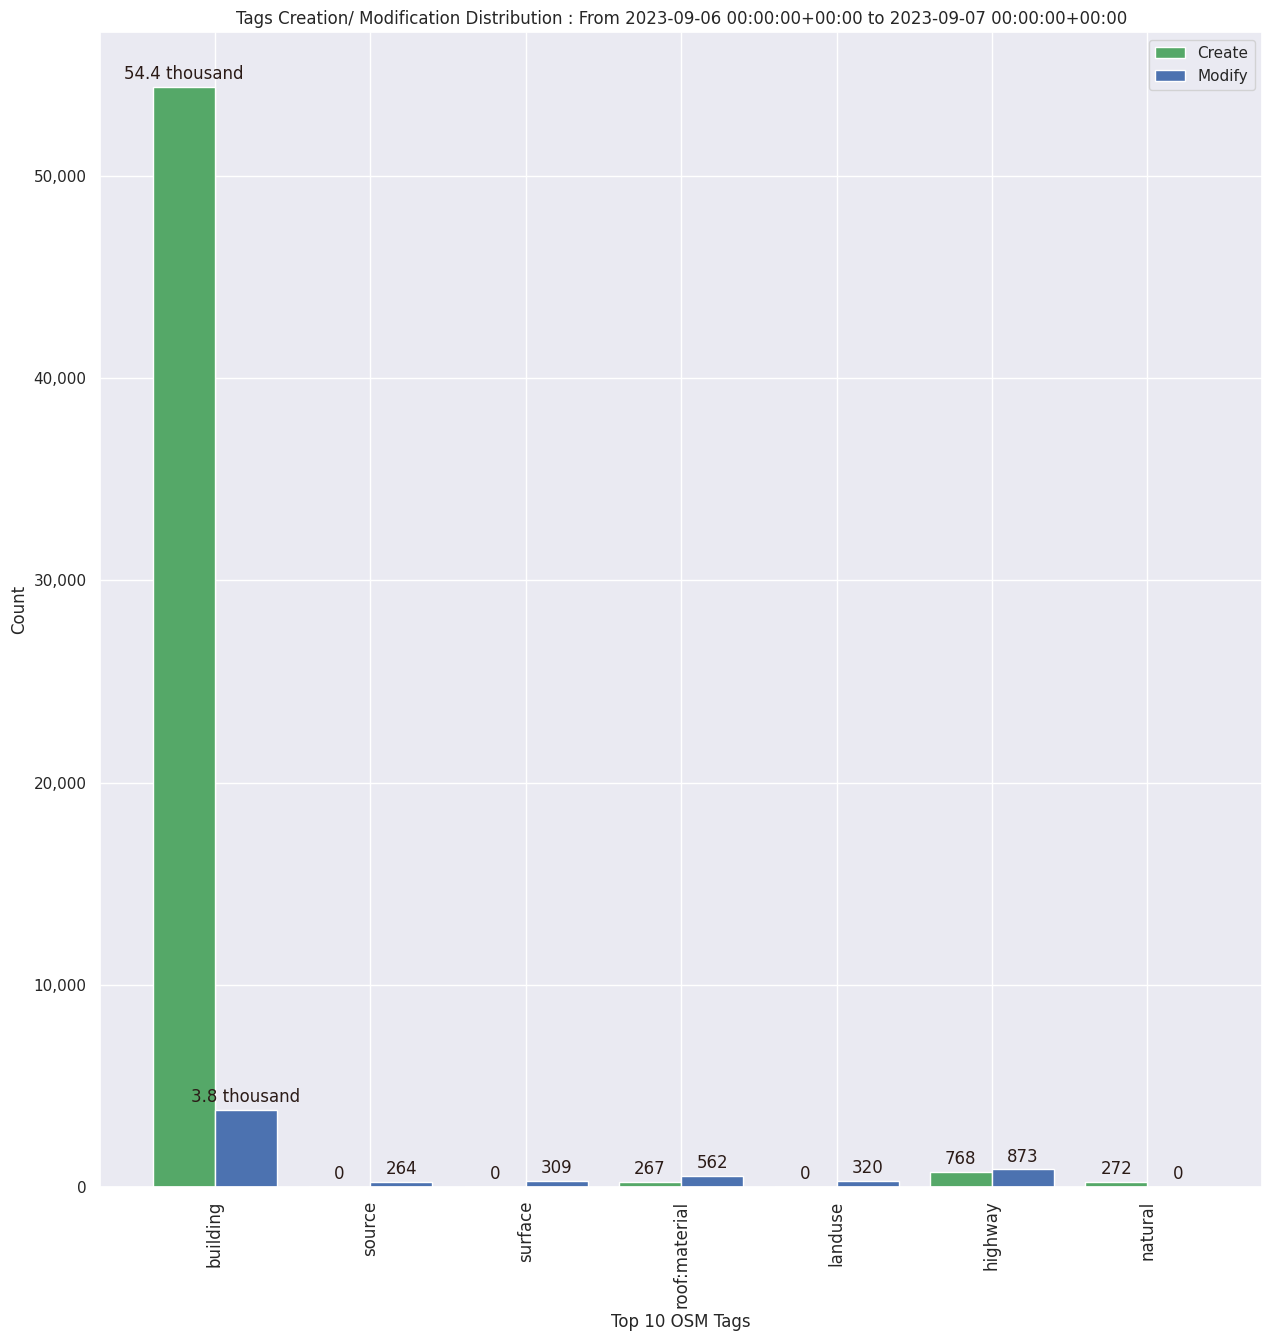 Tags Creation/ Modification Distribution : From 2023-09-06 00:00:00+00:00 to 2023-09-07 00:00:00+00:00
Create
Modify
54.4 thousand
50,000
40,000
30,000
Count
20,000
10,000
3.8 thousand
0
264
0
309
267
562
0
320
768
873
272
0
0
building
source
surface
roof:material
landuse
highway
natural
Top 10 OSM Tags